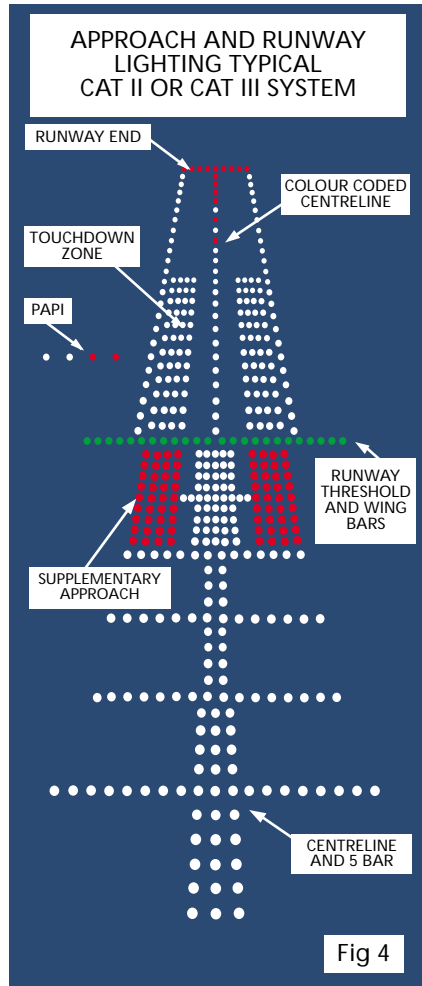 APPROACH AND RUNWAY
LIGHTING TYPICAL
CAT II OR CAT III SYSTEM
RUNWAY END
COLOUR CODED
CENTRELINE
TOUCHDOWN
ZONE
PAPI
RUNWAY
THRESHOLD
AND WING
BARS
SUPPLEMENTARY
APPROACH
CENTRELINE
AND 5 BAR
Fig 4